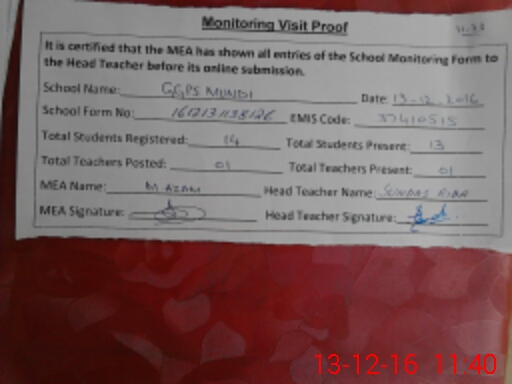 Monitoring Visit Proof
It is certified that the MEA has shown all entries of the School Monitoring Form to
the Head Teacher before its online submission.
School Name: GGPS MUNDI Date: 13-12-2016
School Form No: EMIS Code: 37410515
Total Students Registered: 14 Total Students Present: 13
Total Teachers Posted: 01 Total Teachers Present: 01
MEA Name: M AZAM Head Teacher Name: SUNDAS
MEA Signature: Head Teacher Signature:
13-12-16 11:40